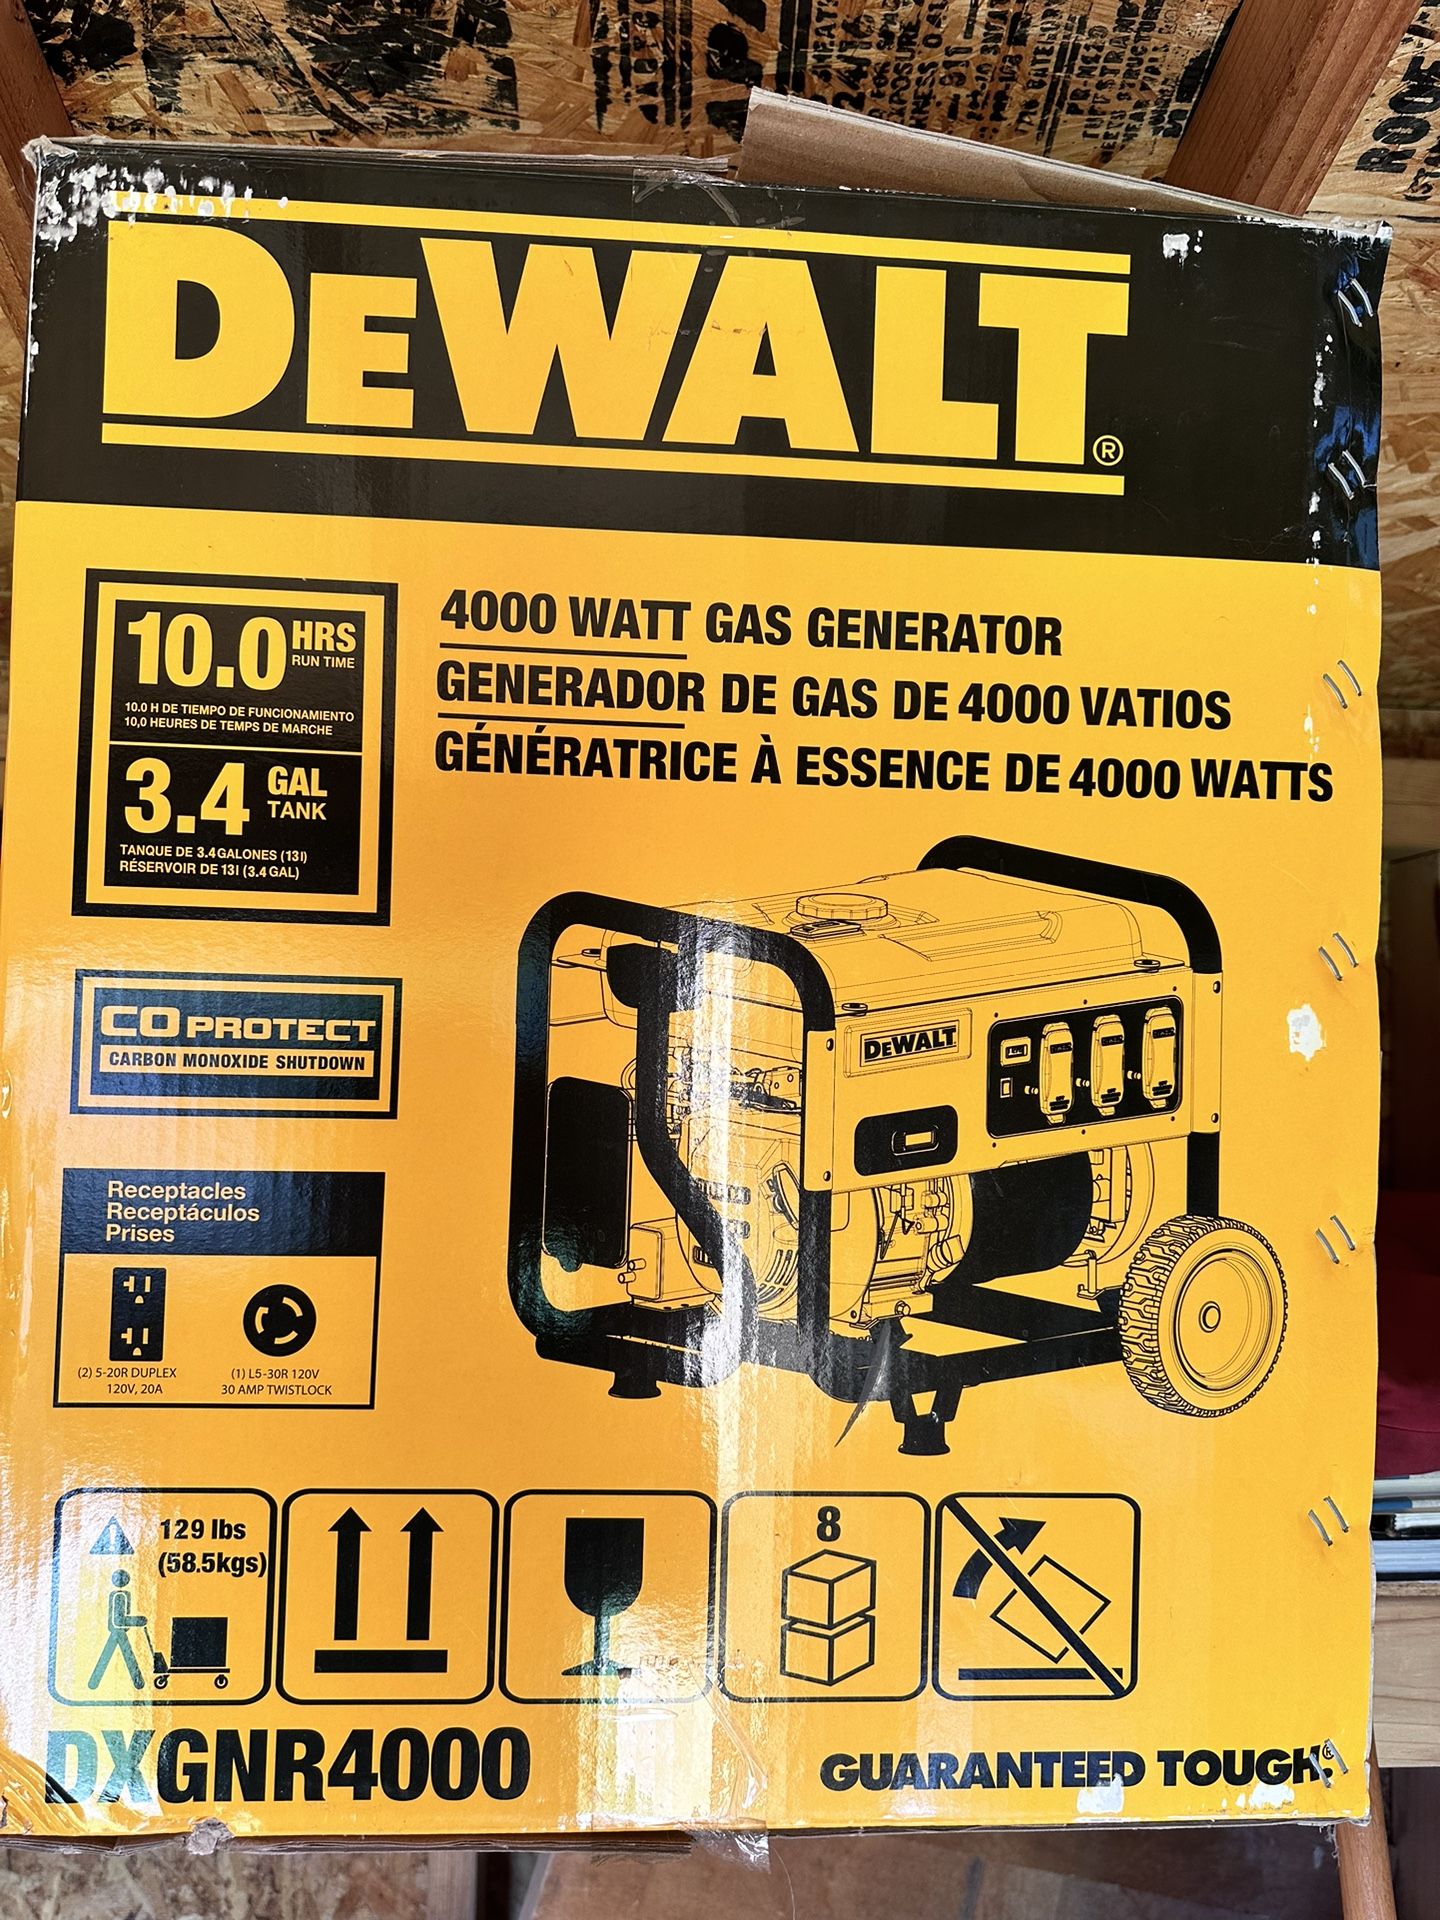 DEWALT®
10.0 HRS
RUN TIME
10.0 H DE TIEMPO DE FUNCIONAMIENTO
10,0 HEURES DE TEMPS DE MARCHE
3.4 GAL
TANK
TANQUE DE 3.4GALONES (13l)
RÉSERVOIR DE 13l (3.4 GAL)
4000 WATT GAS GENERATOR
GENERADOR DE GAS DE 4000 VATIOS
GÉNÉRATRICE À ESSENCE DE 4000 WATTS
CO PROTECT
CARBON MONOXIDE SHUTDOWN
DEWALT
Receptacles
Receptáculos
Prises
(2) 5-20R DUPLEX
120V, 20A
(1) L5-30R 120V
30 AMP TWISTLOCK
129 lbs
(58.5kgs)
8
DXGNR4000
GUARANTEED TOUGH.®
ROOF